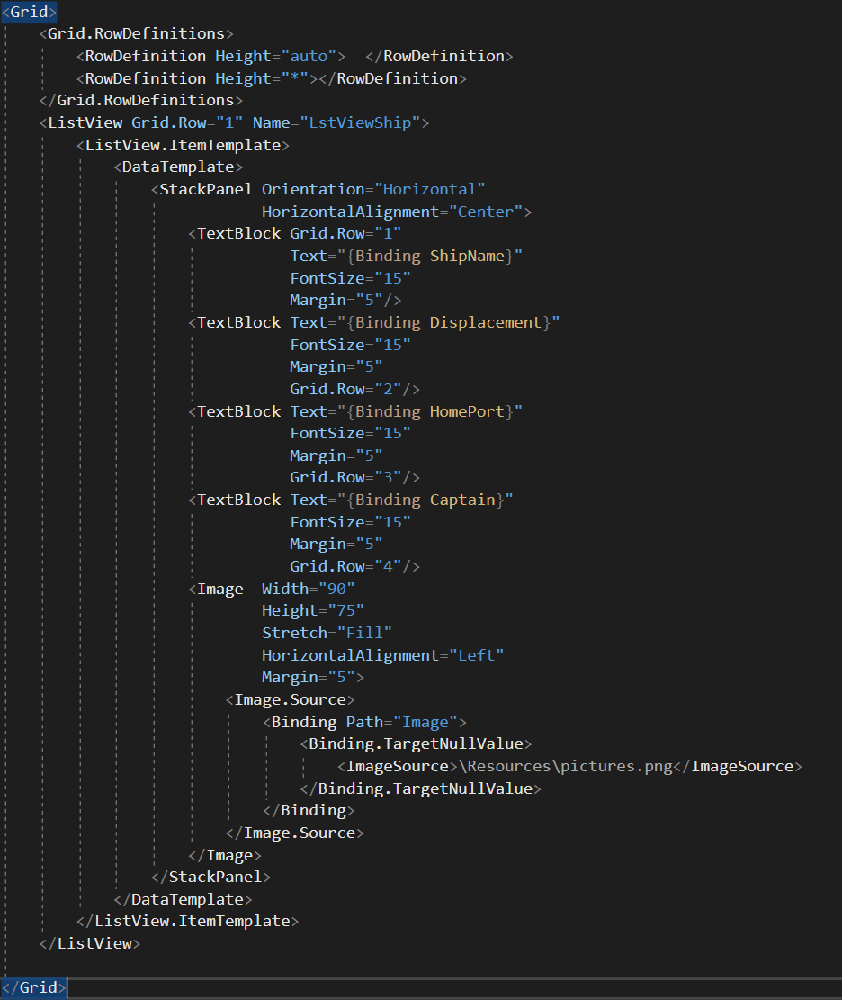 <Grid>
<Grid.RowDefinitions>
<RowDefinition Height="auto">  </RowDefinition>
<RowDefinition Height="*"></RowDefinition>
</Grid.RowDefinitions>
<ListView Grid.Row="1" Name="LstViewShip">
<ListView.ItemTemplate>
<DataTemplate>
<StackPanel Orientation="Horizontal"
HorizontalAlignment="Center">
<TextBlock Grid.Row="1"
Text="{Binding ShipName}"
FontSize="15"
Margin="5"/>
<TextBlock Text="{Binding Displacement}"
FontSize="15"
Margin="5"
Grid.Row="2"/>
<TextBlock Text="{Binding HomePort}"
FontSize="15"
Margin="5"
Grid.Row="3"/>
<TextBlock Text="{Binding Captain}"
FontSize="15"
Margin="5"
Grid.Row="4"/>
<Image  Width="90"
Height="75"
Stretch="Fill"
HorizontalAlignment="Left"
Margin="5">
<Image.Source>
<Binding Path="Image">
<Binding.TargetNullValue>
<ImageSource>\Resources\pictures.png</ImageSource>
</Binding.TargetNullValue>
</Binding>
</Image.Source>
</Image>
</StackPanel>
</DataTemplate>
</ListView.ItemTemplate>
</ListView>
</Grid>